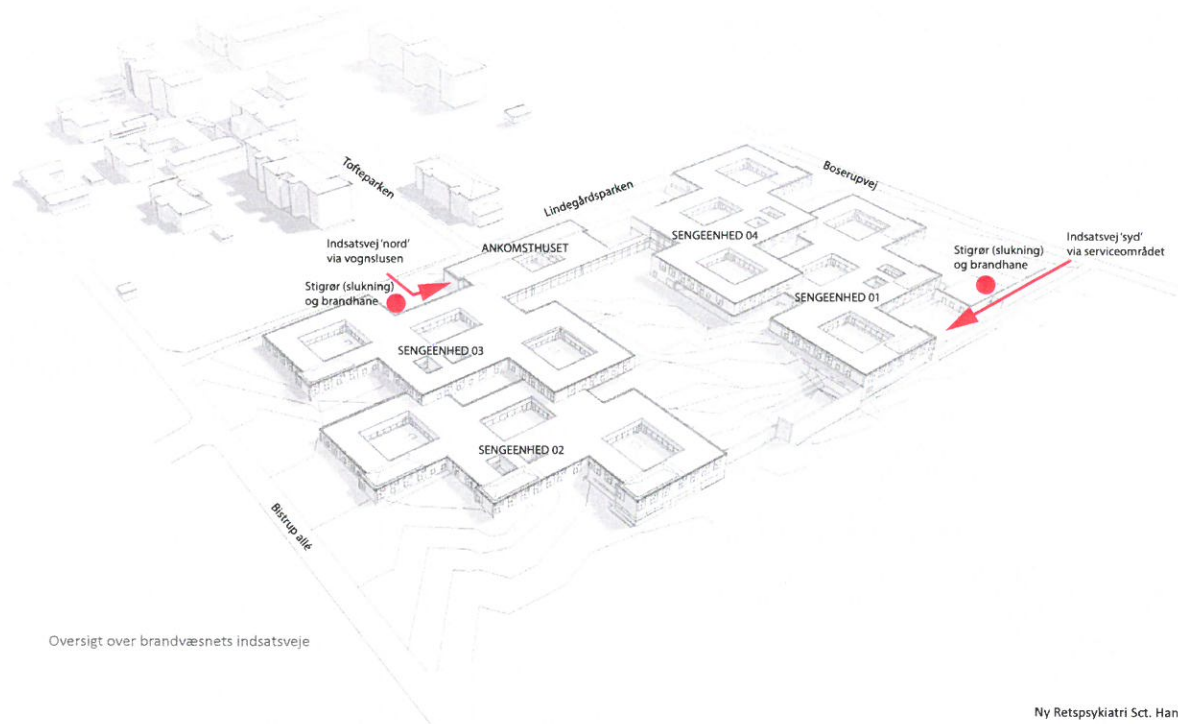 Tofteparken
Lindegårdsparken
Boserupvej
Indsatsvej 'nord'
via vognslusen
ANKOMSTHUSET
SENGEENHED 04
Indsatsvej 'syd'
via serviceområdet
Stigrør (slukning)
og brandhane
Stigrør (slukning)
og brandhane
SENGEENHED 01
SENGEENHED 03
SENGEENHED 02
Bistrup allé
Oversigt over brandvæsnets indsatsveje
Ny Retspsykiatri Sct. Han